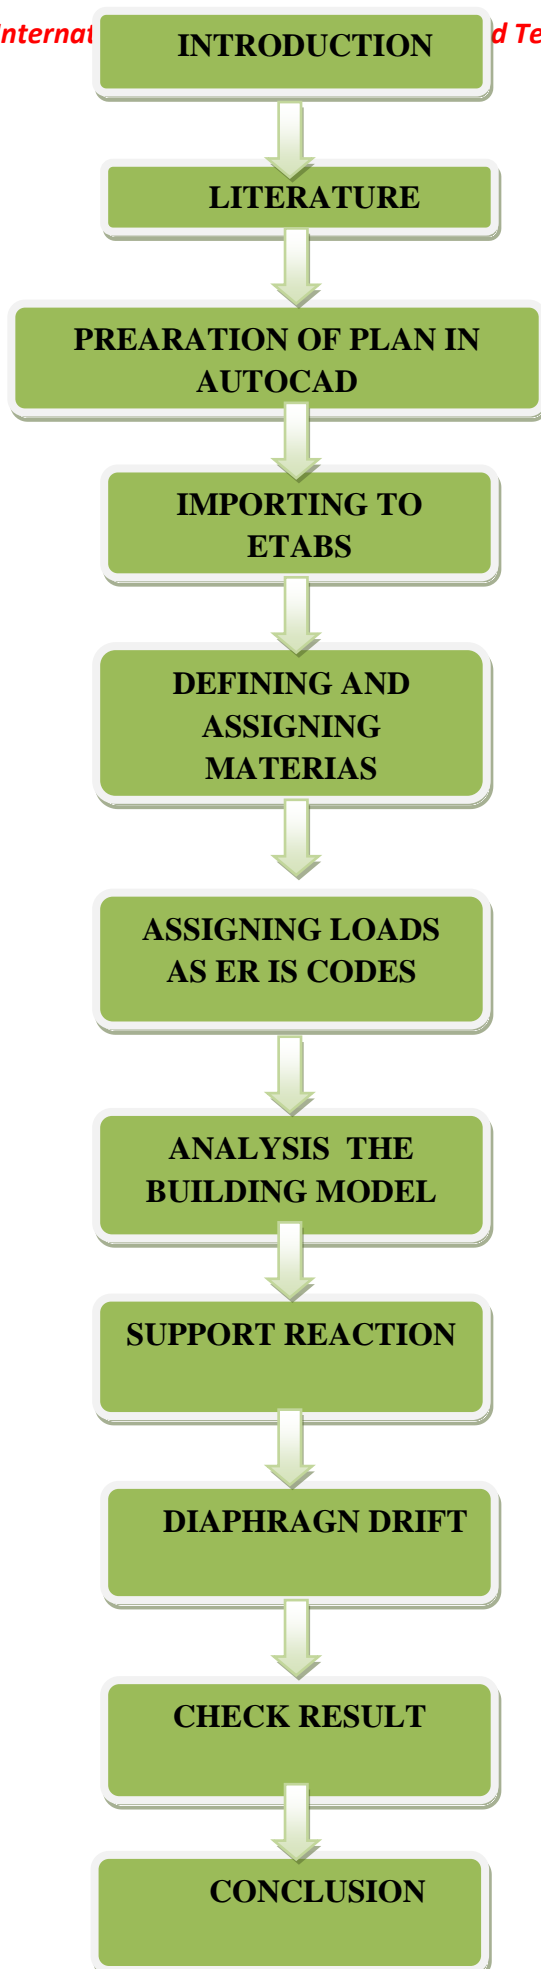 Internat d Te
INTRODUCTION
LITERATURE
PREARATION OF PLAN IN
AUTOCAD
IMPORTING TO
ETABS
DEFINING AND
ASSIGNING
MATERIAS
ASSIGNING LOADS
AS ER IS CODES
ANALYSIS THE
BUILDING MODEL
SUPPORT REACTION
DIAPHRAGN DRIFT
CHECK RESULT
CONCLUSION